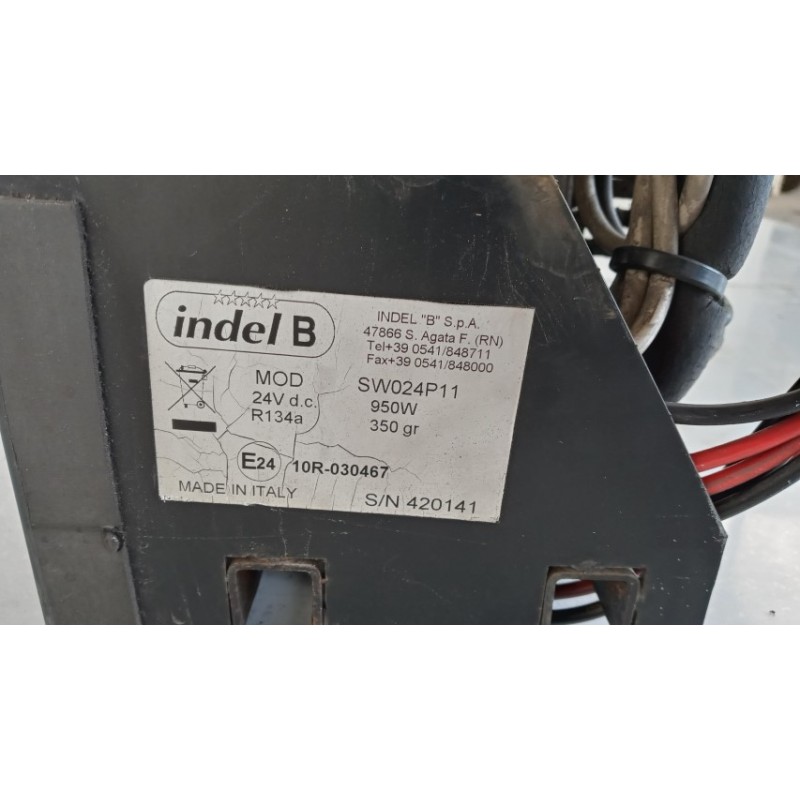 indel B
INDEL "B" S.p.A.
47866 S. Agata F. (RN)
Tel+39 0541/848711
Fax+39 0541/848000
MOD SW024P11
24V d.c. 950W
R134a 350 gr
E24 10R-030467
MADE IN ITALY S/N 420141